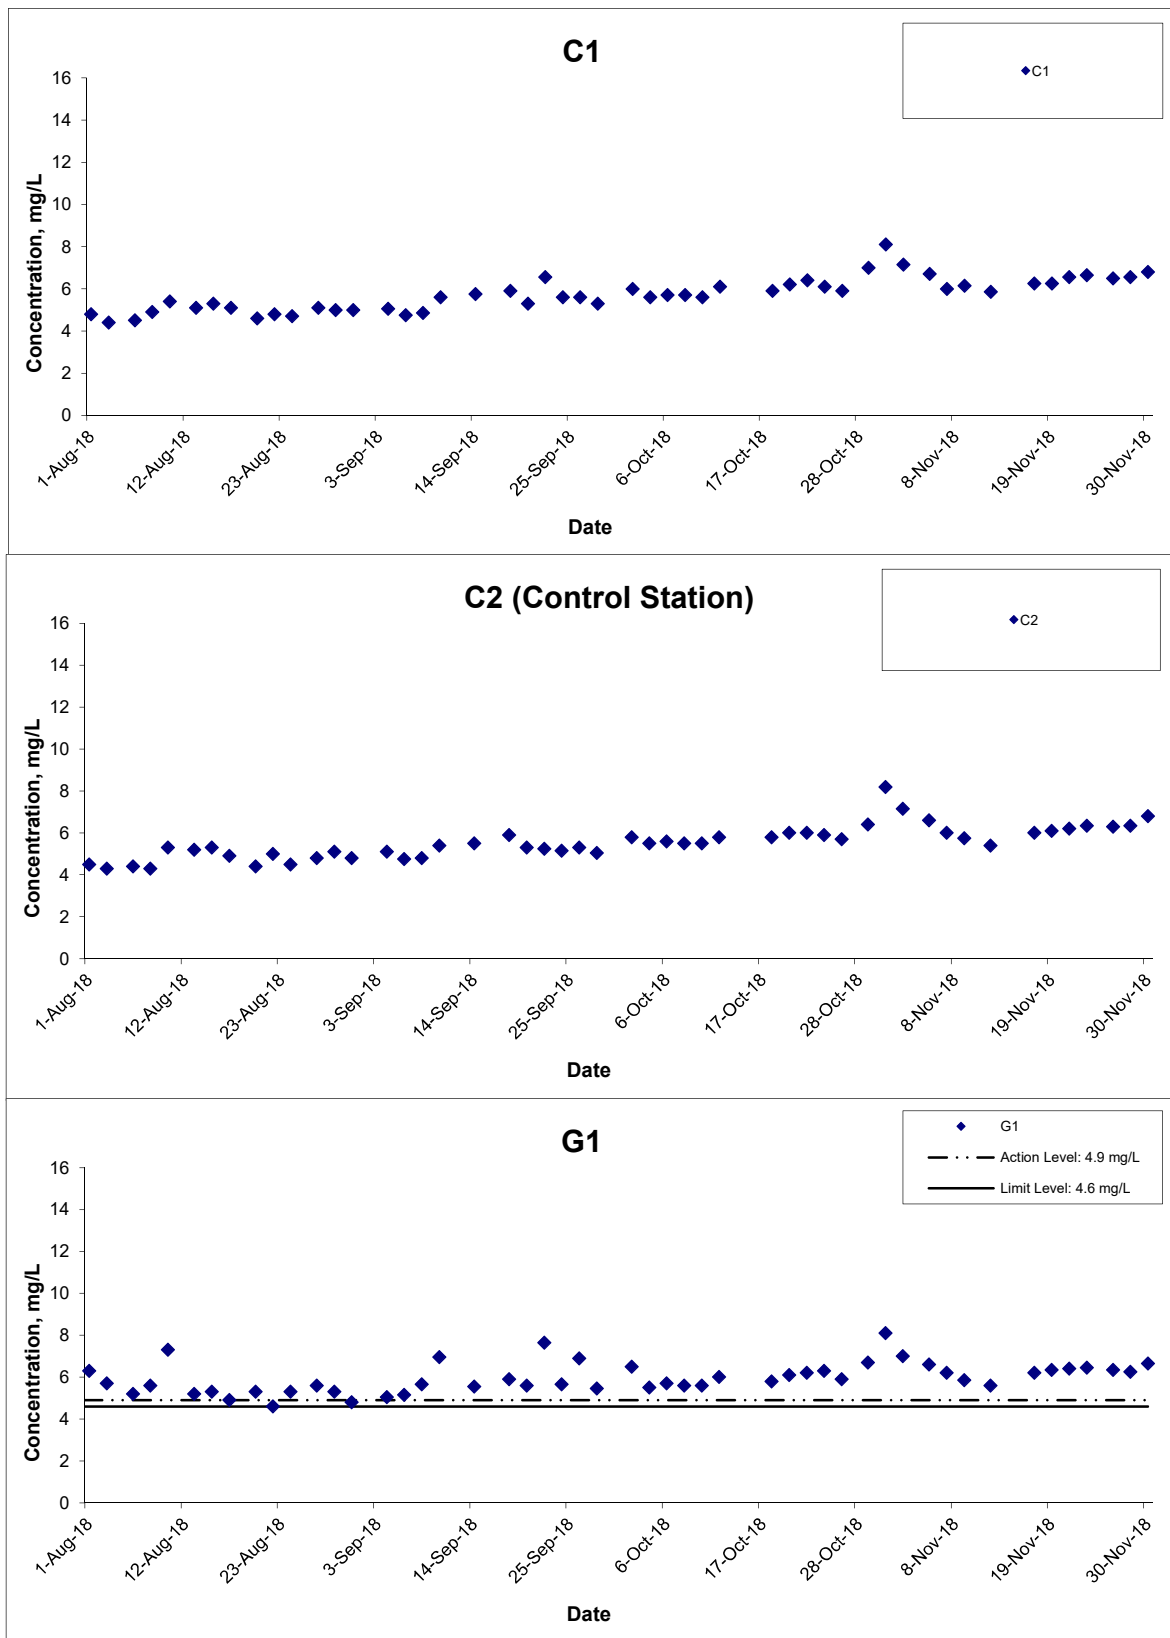 C1
C1
16
14
12
10
8
6
4
2
0
Concentration, mg/L
1-Aug-18
12-Aug-18
23-Aug-18
3-Sep-18
14-Sep-18
25-Sep-18
6-Oct-18
17-Oct-18
28-Oct-18
8-Nov-18
19-Nov-18
30-Nov-18
Date
C2 (Control Station)
C2
16
14
12
10
8
6
4
2
0
Concentration, mg/L
1-Aug-18
12-Aug-18
23-Aug-18
3-Sep-18
14-Sep-18
25-Sep-18
6-Oct-18
17-Oct-18
28-Oct-18
8-Nov-18
19-Nov-18
30-Nov-18
Date
G1
G1
Action Level: 4.9 mg/L
Limit Level: 4.6 mg/L
16
14
12
10
8
6
4
2
0
Concentration, mg/L
1-Aug-18
12-Aug-18
23-Aug-18
3-Sep-18
14-Sep-18
25-Sep-18
6-Oct-18
17-Oct-18
28-Oct-18
8-Nov-18
19-Nov-18
30-Nov-18
Date